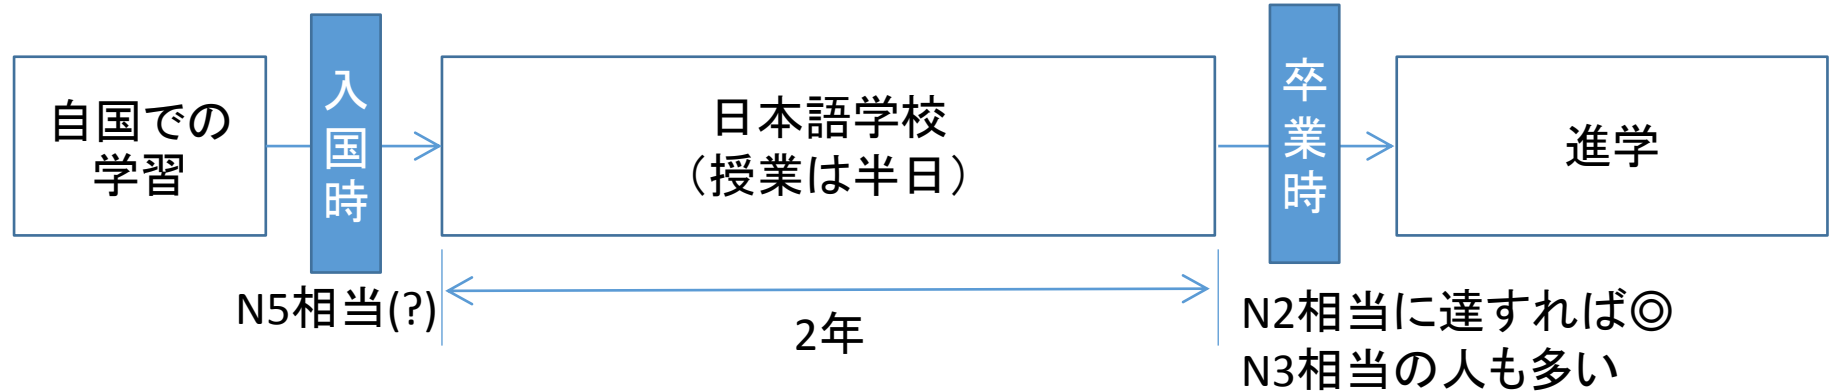 自国での
学習
入国時
日本語学校
（授業は半日）
卒業時
進学
N5相当(?)
2年
N2相当に達すれば◎
N3相当の人も多い